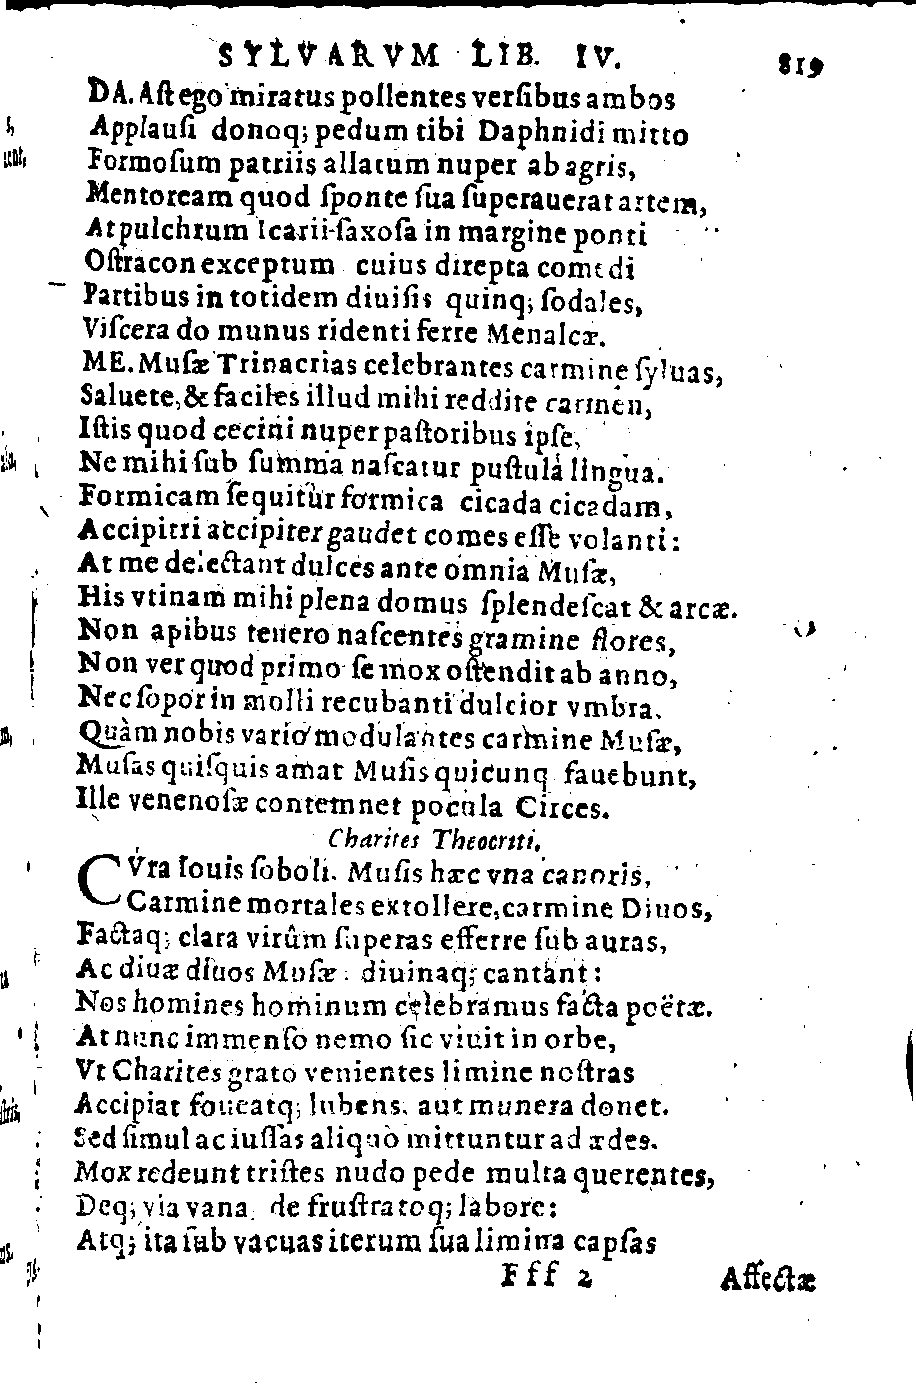 SYLVARVM LIB. IV. 819
DA. Aſt ego miratus pollentes verſibus ambos
Applauſi donoq; pedum tibi Daphnidi mitto
Formoſum patriis allatum nuper ab agris,
Mentoream quod ſponte ſua ſuperauerat artem,
At pulchrum Icarii ſaxoſa in margine ponti
Oſtracon exceptum cuius direpta comedi
Partibus in totidem diuiſis quinq; ſodales,
Viſcera do munus ridenti ferre Menalcæ.
ME. Muſæ Trinacrias celebrantes carmine ſyluas,
Saluete, & faciles illud mihi reddite carmen,
Iſtis quod cecini nuper paſtoribus ipſe,
Ne mihi ſub ſumma naſcatur puſtula lingua.
Formicam ſequitur formica cicada cicadam,
Accipitri accipiter gaudet comes eſſe volanti:
At me delectant dulces ante omnia Muſæ,
His vtinam mihi plena domus ſplendeſcat & arcæ.
Non apibus tenero naſcentes gramine flores,
Non ver quod primo ſe mox oſtendit ab anno,
Nec ſopor in molli recubanti dulcior vmbra.
Quàm nobis vario modulantes carmine Muſæ,
Muſas quiſquis amat Muſis quicunq fauebunt,
Ille venenoſæ contemnet pocula Circes.
Charites Theocriti.
CVra Iouis ſoboli. Muſis hæc vna canoris,
Carmine mortales extollere, carmine Diuos,
Factaq; clara virûm ſuperas efferre ſub auras,
Ac diuæ diuos Muſæ. diuinaq; cantant:
Nos homines hominum celebramus facta poëtæ.
At nunc immenſo nemo ſic viuit in orbe,
Vt Charites grato venientes limine noſtras
Accipiat foueatq; lubens. aut munera donet.
Sed ſimul ac iuſſas aliquò mittuntur ad ædes.
Mox redeunt triſtes nudo pede multa querentes,
Deq; via vana. de fruſtratoq; labore:
Atq; ita ſub vacuas iterum ſua limina capſas
Fff 2 Affectæ